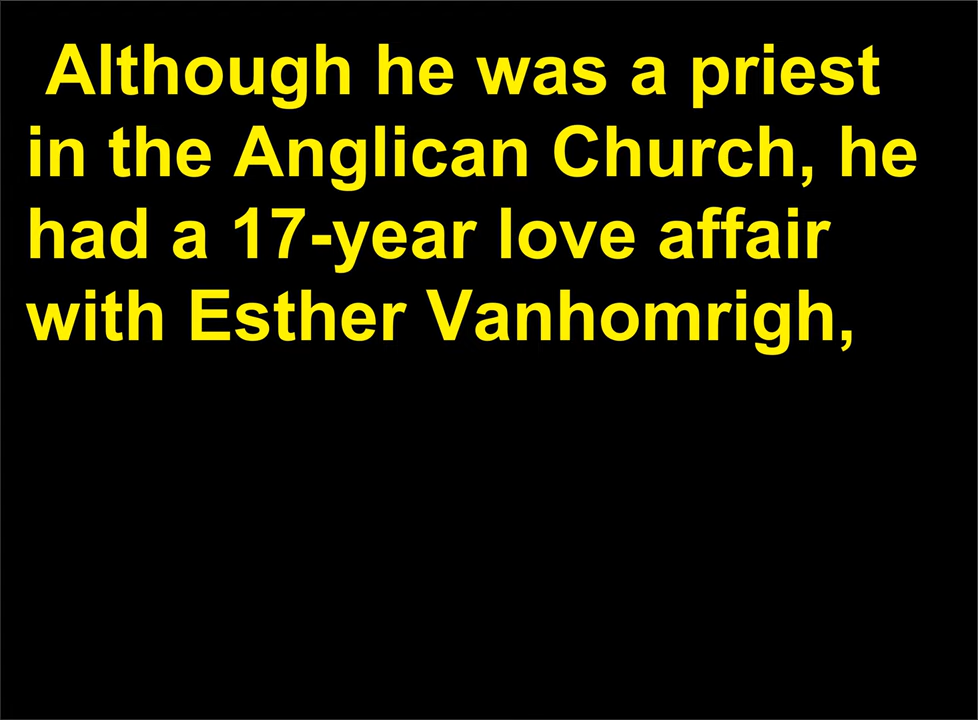 Although he was a priest
in the Anglican Church, he
had a 17-year love affair
with Esther Vanhomrigh,